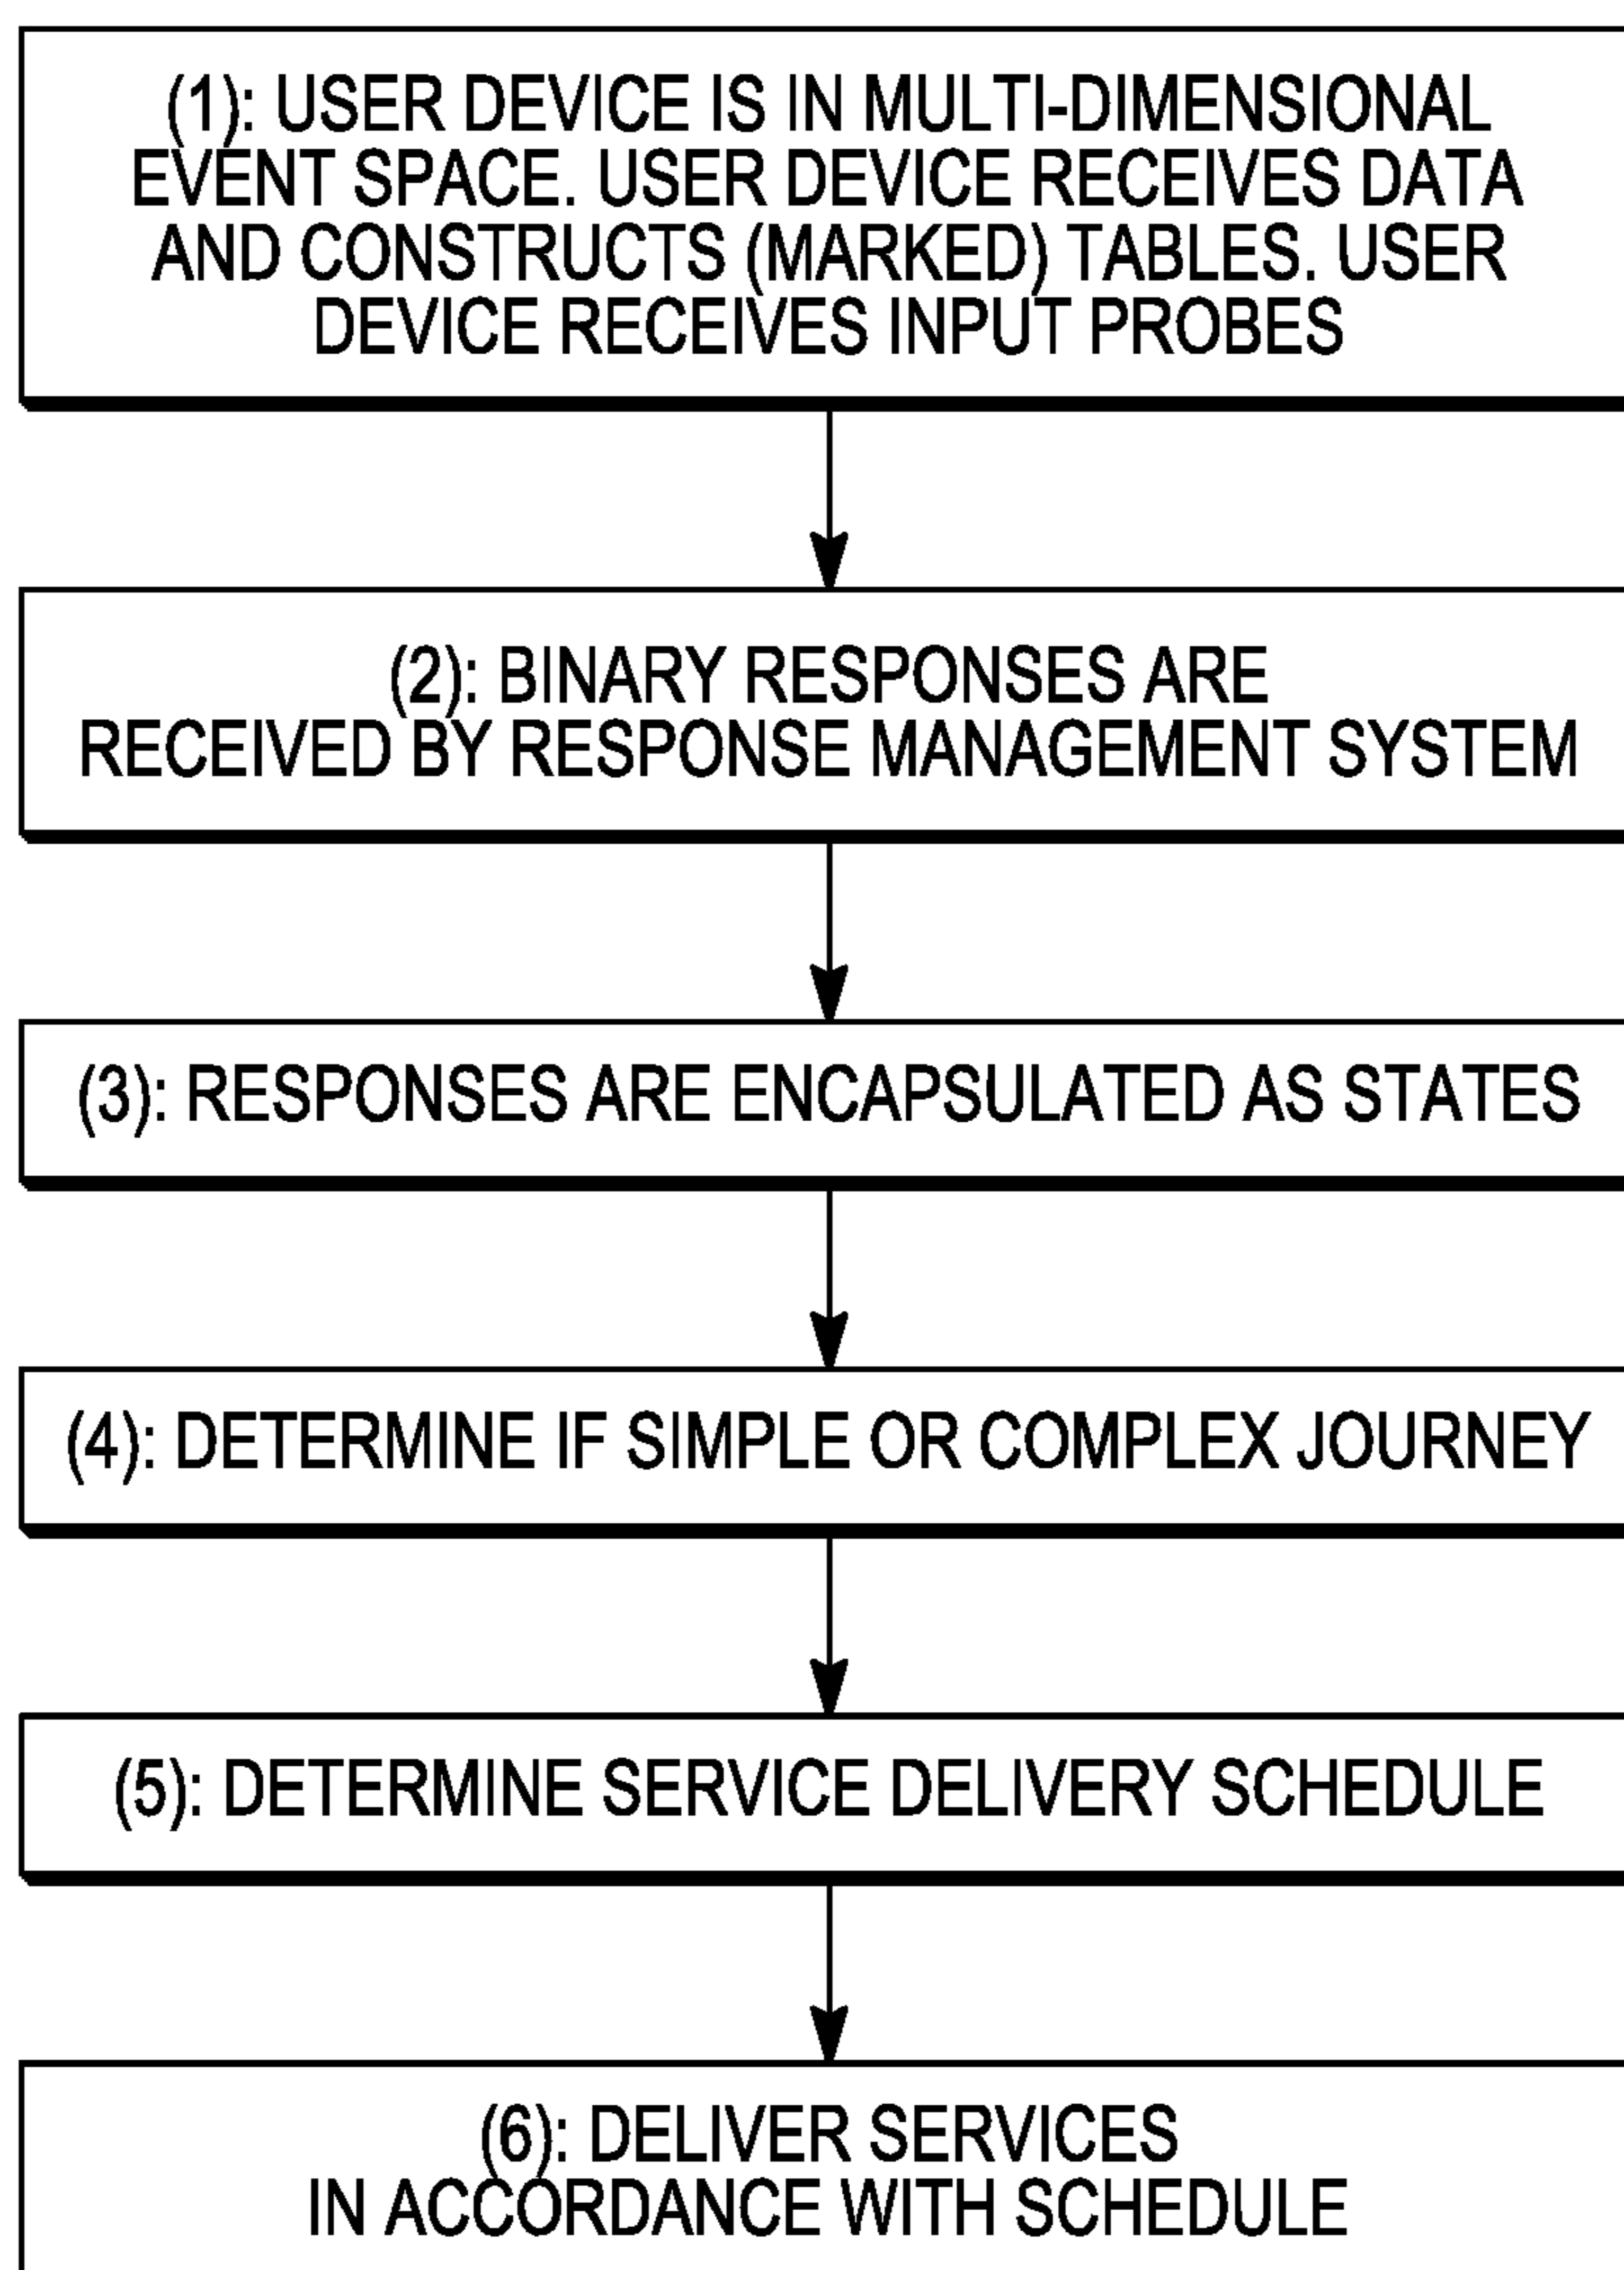 (1): USER DEVICE IS IN MULTI-DIMENSIONAL
EVENT SPACE. USER DEVICE RECEIVES DATA
AND CONSTRUCTS (MARKED) TABLES. USER
DEVICE RECEIVES INPUT PROBES
(2): BINARY RESPONSES ARE
RECEIVED BY RESPONSE MANAGEMENT SYSTEM
(3): RESPONSES ARE ENCAPSULATED AS STATES
(4): DETERMINE IF SIMPLE OR COMPLEX JOURNEY
(5): DETERMINE SERVICE DELIVERY SCHEDULE
(6): DELIVER SERVICES
IN ACCORDANCE WITH SCHEDULE